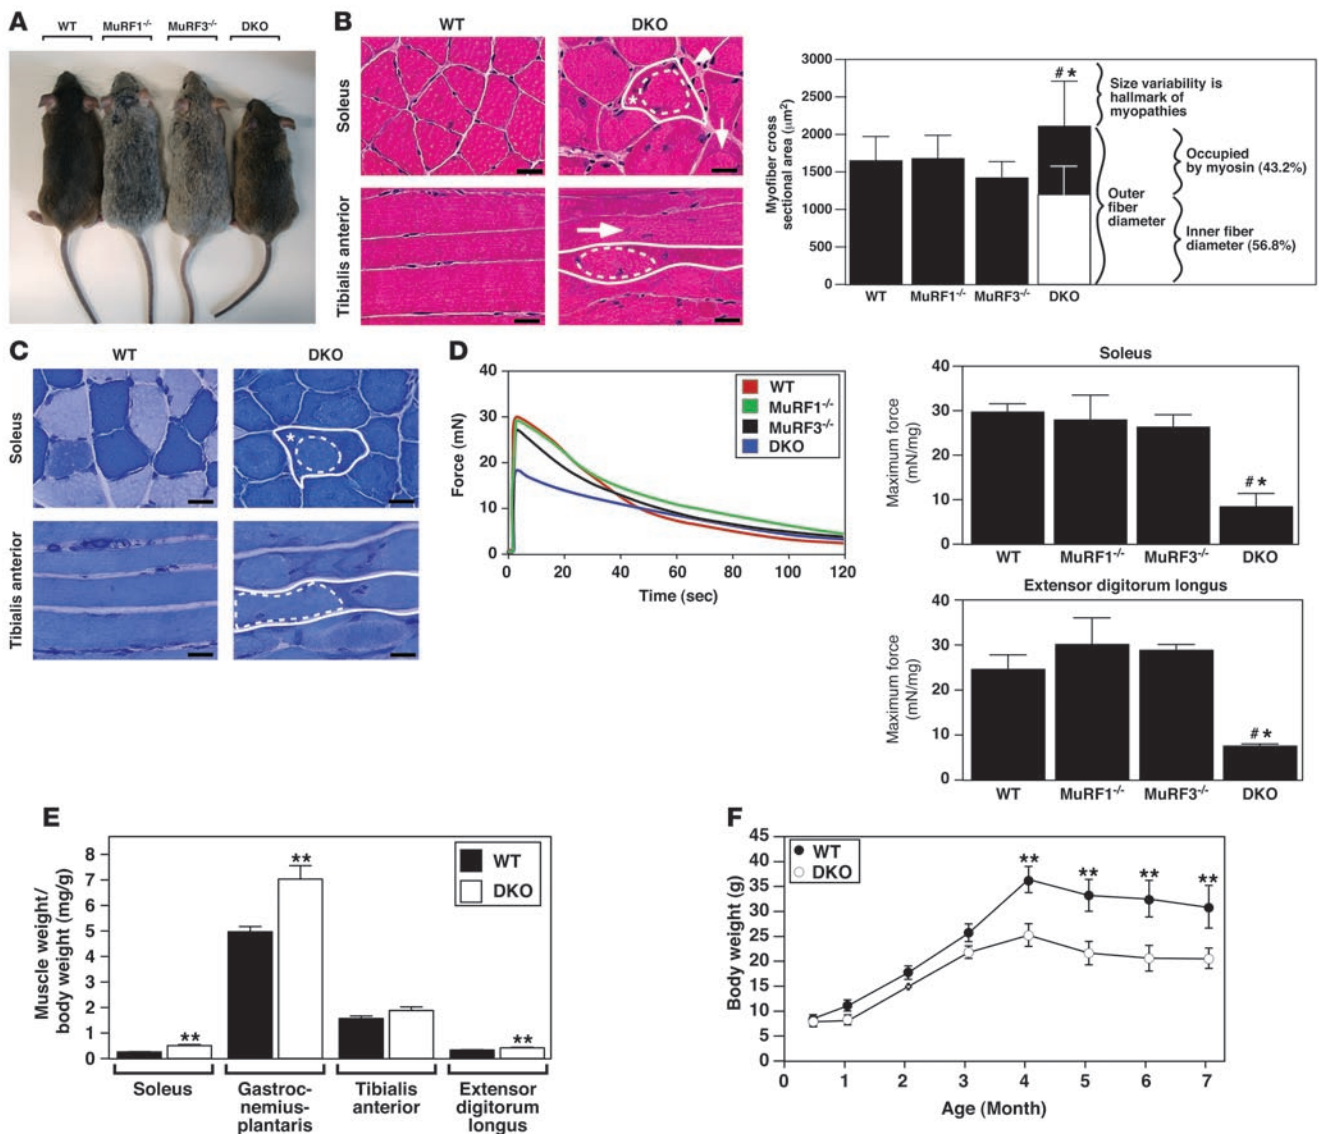 A
WT MuRF1-/- MuRF3-/- DKO
B
WT DKO
Soleus
*
Tibialis anterior
Myofiber cross
sectional area (μm2)
3000
2500
2000
1500
1000
500
0
# *
WT MuRF1-/- MuRF3-/- DKO
Size variability is
hallmark of
myopathies
Outer
fiber
diameter
Occupied
by myosin (43.2%)
Inner fiber
diameter (56.8%)
C
WT DKO
Soleus
*
Tibialis anterior
D
Force (mN)
40
30
20
10
0
0 20 40 60 80 100 120
Time (sec)
WT
MuRF1-/-
MuRF3-/-
DKO
Soleus
Maximum force
(mN/mg)
40
30
20
10
0
# *
WT MuRF1-/- MuRF3-/- DKO
Extensor digitorum longus
Maximum force
(mN/mg)
40
30
20
10
0
# *
WT MuRF1-/- MuRF3-/- DKO
E
Muscle weight/
body weight (mg/g)
8
7
6
5
4
3
2
1
0
WT
DKO
** ** **
Soleus
Gastroc-
nemius-
plantaris
Tibialis
anterior
Extensor
digitorum
longus
F
Body weight (g)
45
40
35
30
25
20
15
10
5
0
WT
DKO
** ** ** **
0 1 2 3 4 5 6 7
Age (Month)